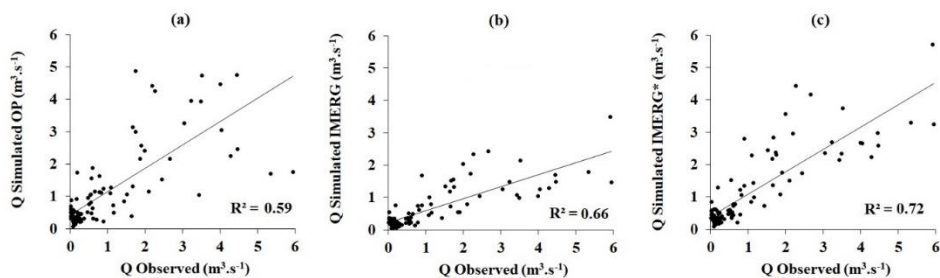 (a)
Q Simulated OP (m³.s⁻¹)
6
5
4
3
2
1
0
0 1 2 3 4 5 6
R² = 0.59
Q Observed (m³.s⁻¹)
(b)
Q Simulated IMERG (m³.s⁻¹)
6
5
4
3
2
1
0
0 1 2 3 4 5 6
R² = 0.66
Q Observed (m³.s⁻¹)
(c)
Q Simulated IMERG* (m³.s⁻¹)
6
5
4
3
2
1
0
0 1 2 3 4 5 6
R² = 0.72
Q Observed (m³.s⁻¹)